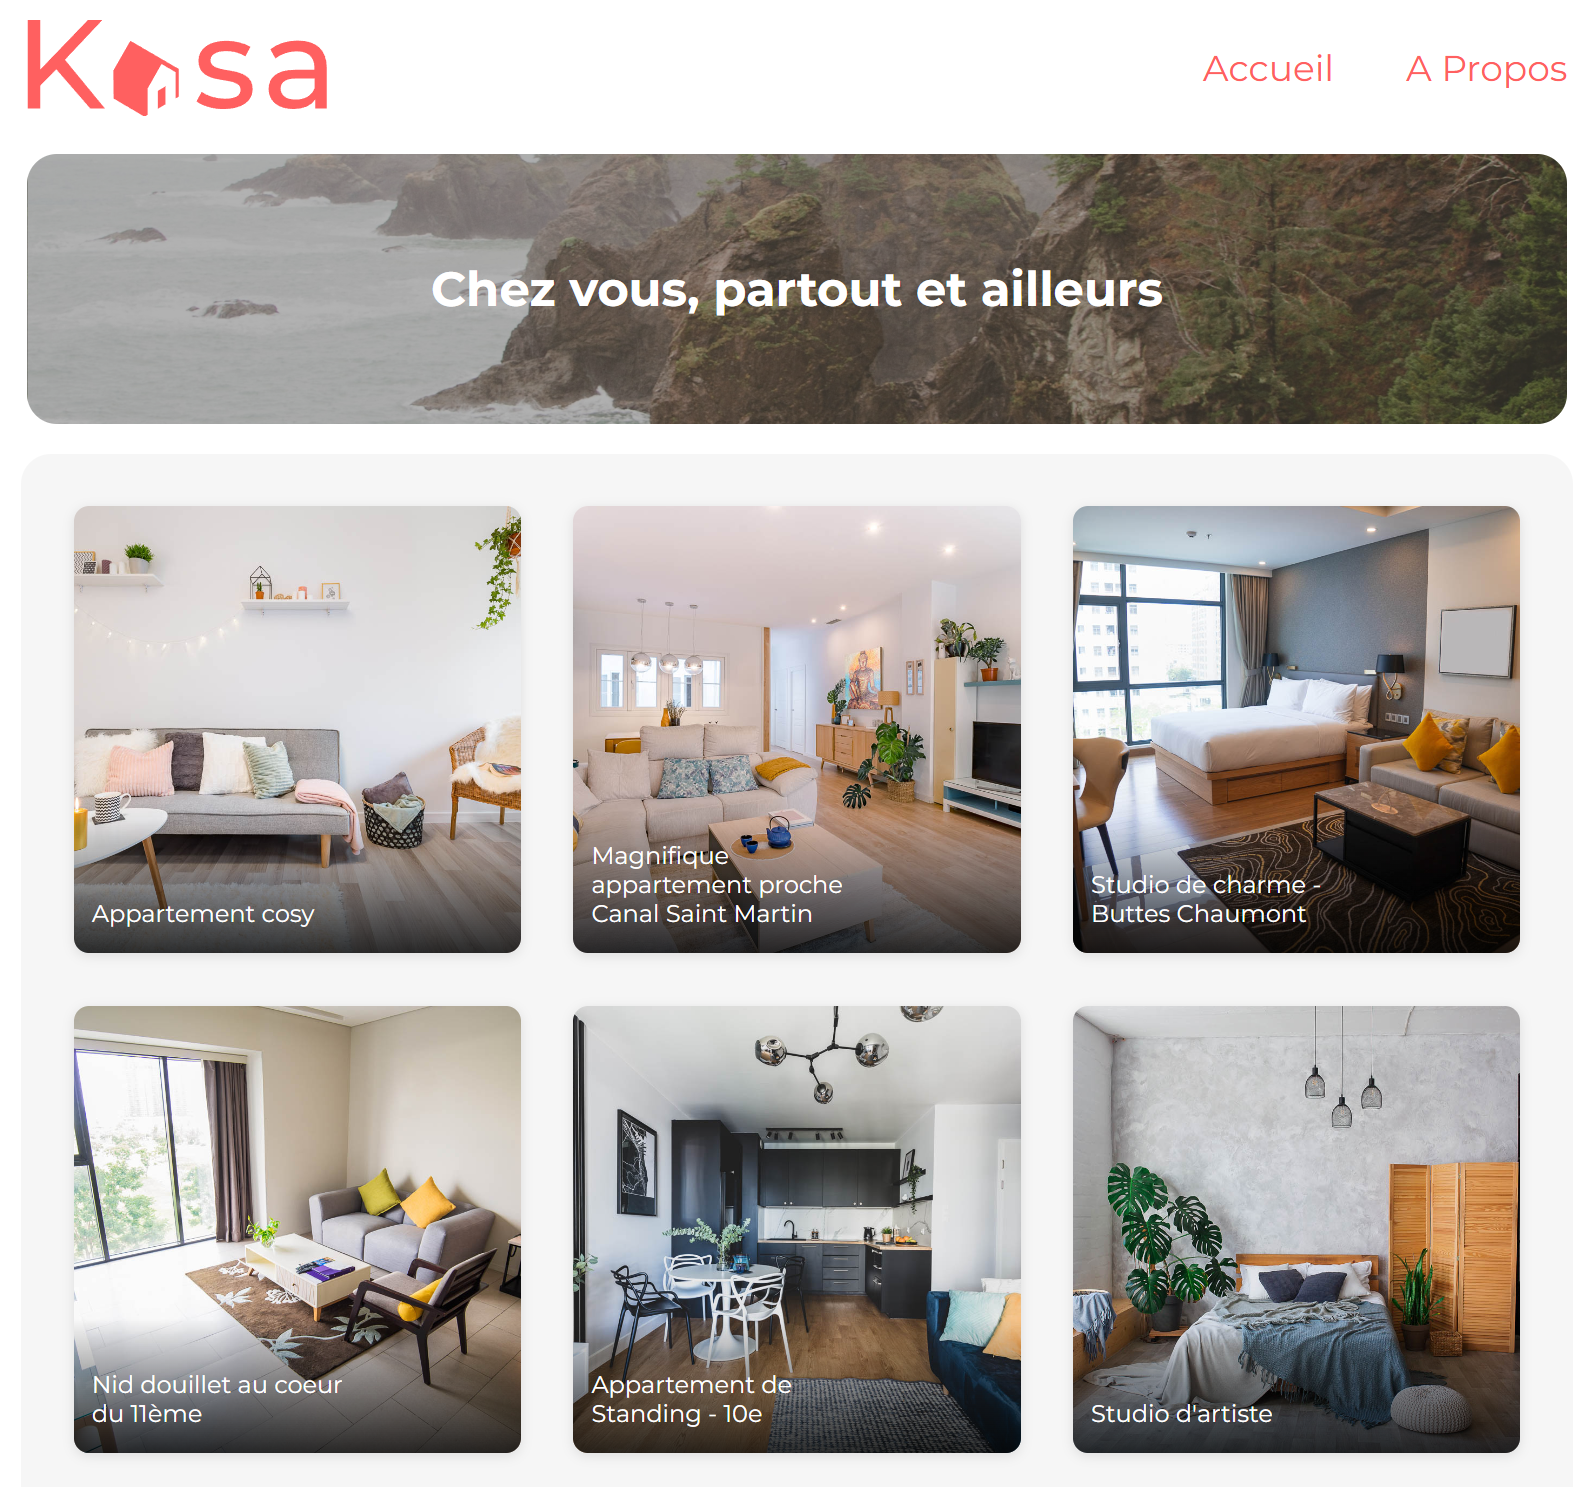 Kasa
Accueil
A Propos
Chez vous, partout et ailleurs
Appartement cosy
Magnifique
appartement proche
Canal Saint Martin
Studio de charme -
Buttes Chaumont
Nid douillet au coeur
du 11ème
Appartement de
Standing - 10e
Studio d'artiste